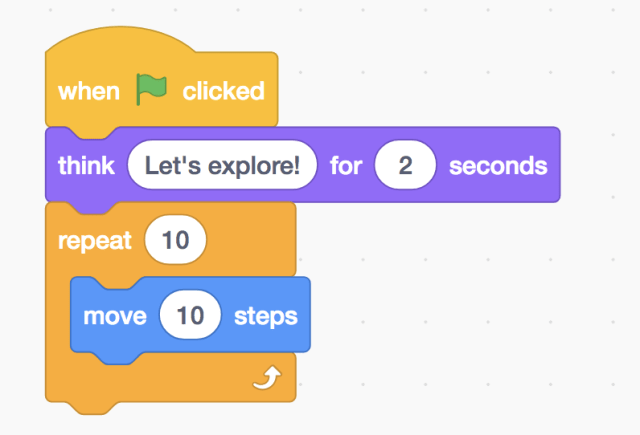 when clicked
think Let's explore! for 2 seconds
repeat 10
move 10 steps